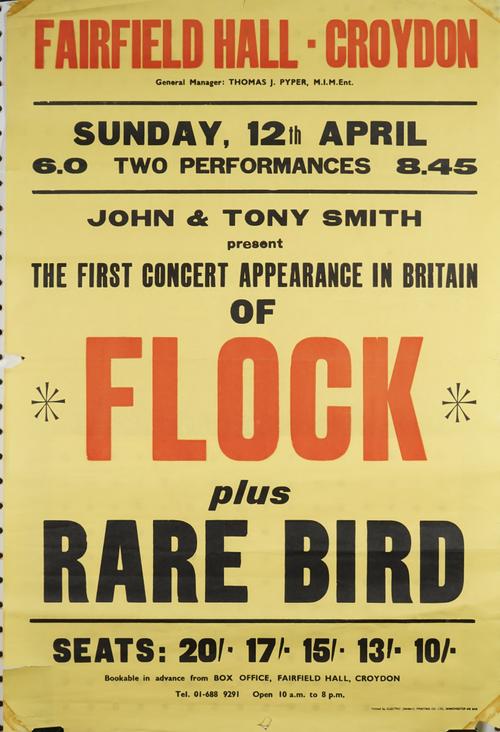 FAIRFIELD HALL · CROYDON
General Manager: THOMAS J. PYPER, M.I.M.Ent.
SUNDAY, 12th APRIL
6.0 TWO PERFORMANCES 8.45
JOHN & TONY SMITH
present
THE FIRST CONCERT APPEARANCE IN BRITAIN
OF
FLOCK
plus
RARE BIRD
SEATS: 20/- 17/- 15/- 13/- 10/-
Bookable in advance from BOX OFFICE, FAIRFIELD HALL, CROYDON
Tel. 01-688 9291 Open 10 a.m. to 8 p.m.